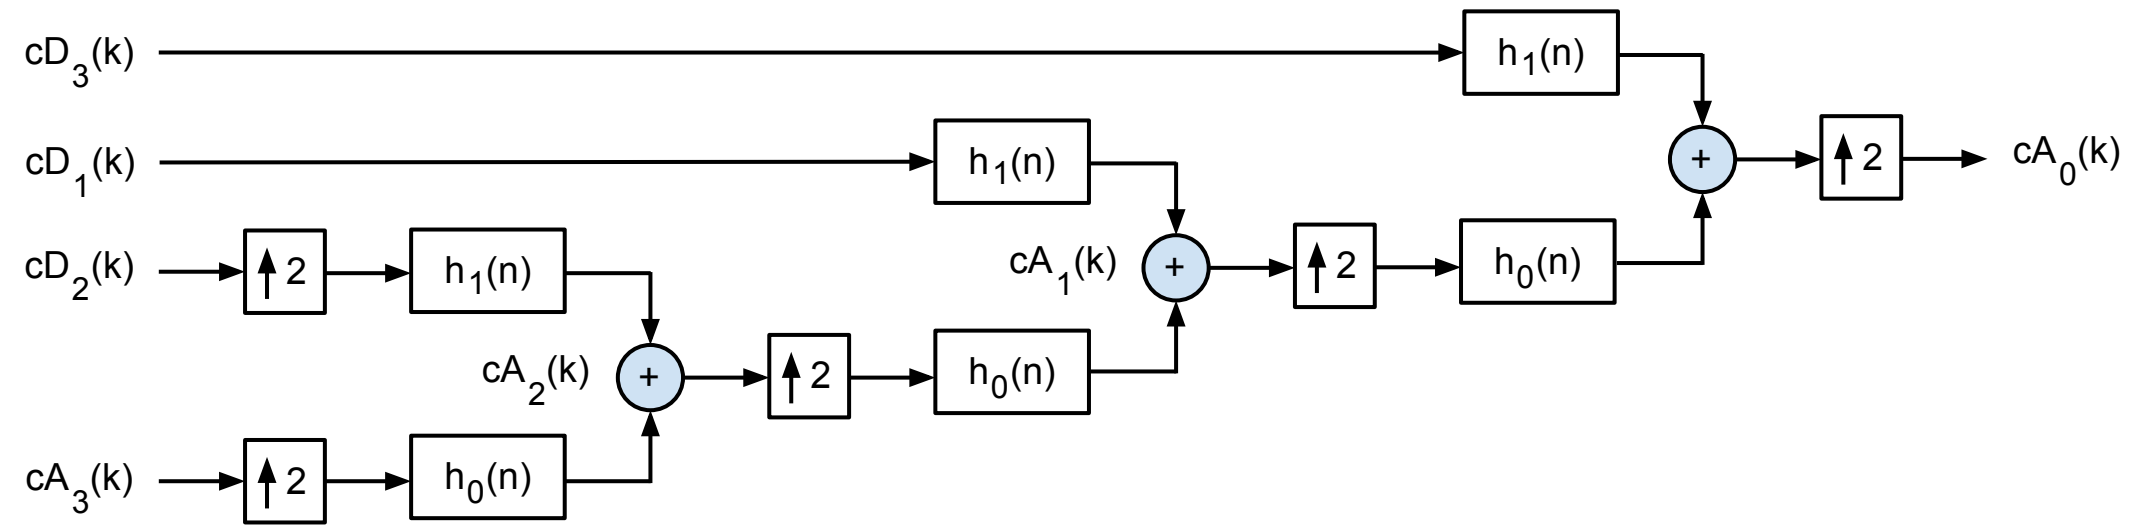 cD3(k)
h1(n)
cD1(k)
h1(n)
+
↑ 2
cA0(k)
cD2(k)
↑ 2
h1(n)
cA1(k)
+
↑ 2
h0(n)
cA2(k)
+
↑ 2
h0(n)
cA3(k)
↑ 2
h0(n)